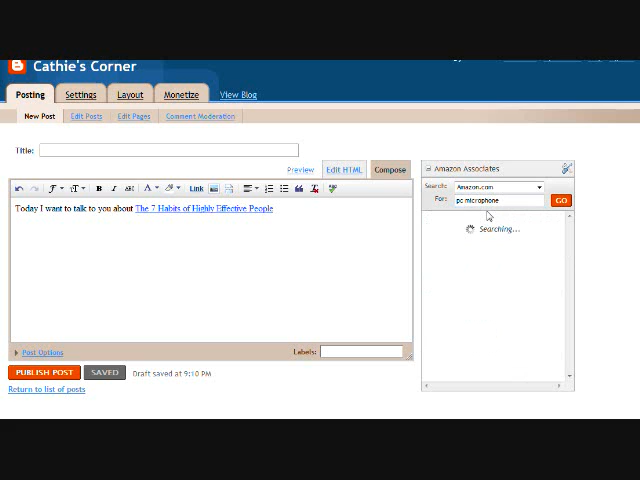 Cathie's Corner
Posting Settings Layout Monetize View Blog
New Post Edit Posts Edit Pages Comment Moderation
Title:
Preview Edit HTML Compose
Link
ABC
Today I want to talk to you about The 7 Habits of Highly Effective People
Post Options
Labels:
PUBLISH POST SAVED Draft saved at 9:10 PM
Return to list of posts
Amazon Associates
Search: Amazon.com
For: pc microphone GO
Searching...